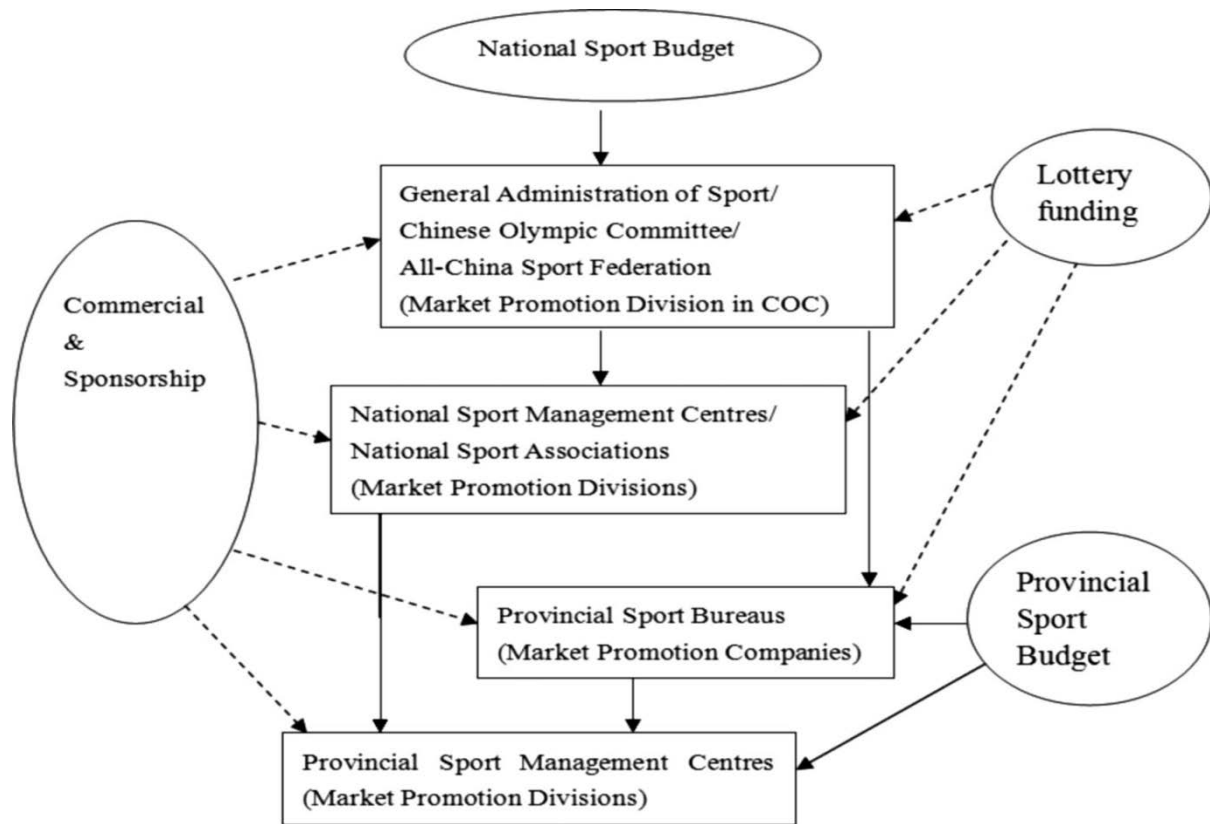 National Sport Budget
General Administration of Sport/
Chinese Olympic Committee/
All-China Sport Federation
(Market Promotion Division in COC)
Lottery
funding
Commercial
&
Sponsorship
National Sport Management Centres/
National Sport Associations
(Market Promotion Divisions)
Provincial Sport Bureaus
(Market Promotion Companies)
Provincial
Sport
Budget
Provincial Sport Management Centres
(Market Promotion Divisions)